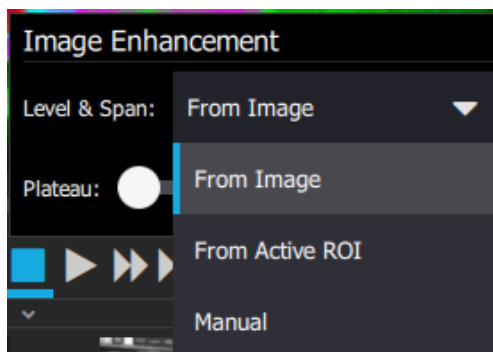 Image Enhancement
Level & Span: From Image
From Image
Plateau:
From Active ROI
Manual